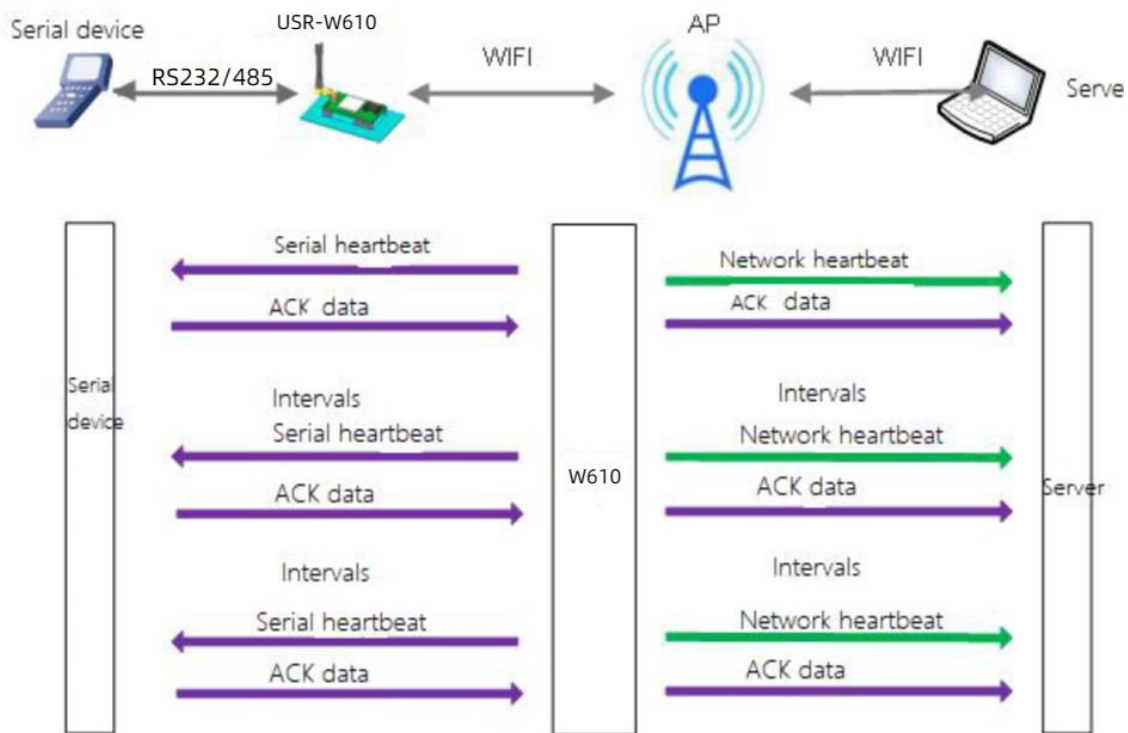 Serial device
USR-W610
AP
RS232/485
WIFI
WIFI
Serve
Serial heartbeat
Network heartbeat
ACK data
ACK data
Serial
device
Intervals
Intervals
Serial heartbeat
Network heartbeat
W610
ACK data
ACK data
Server
Intervals
Intervals
Serial heartbeat
Network heartbeat
ACK data
ACK data